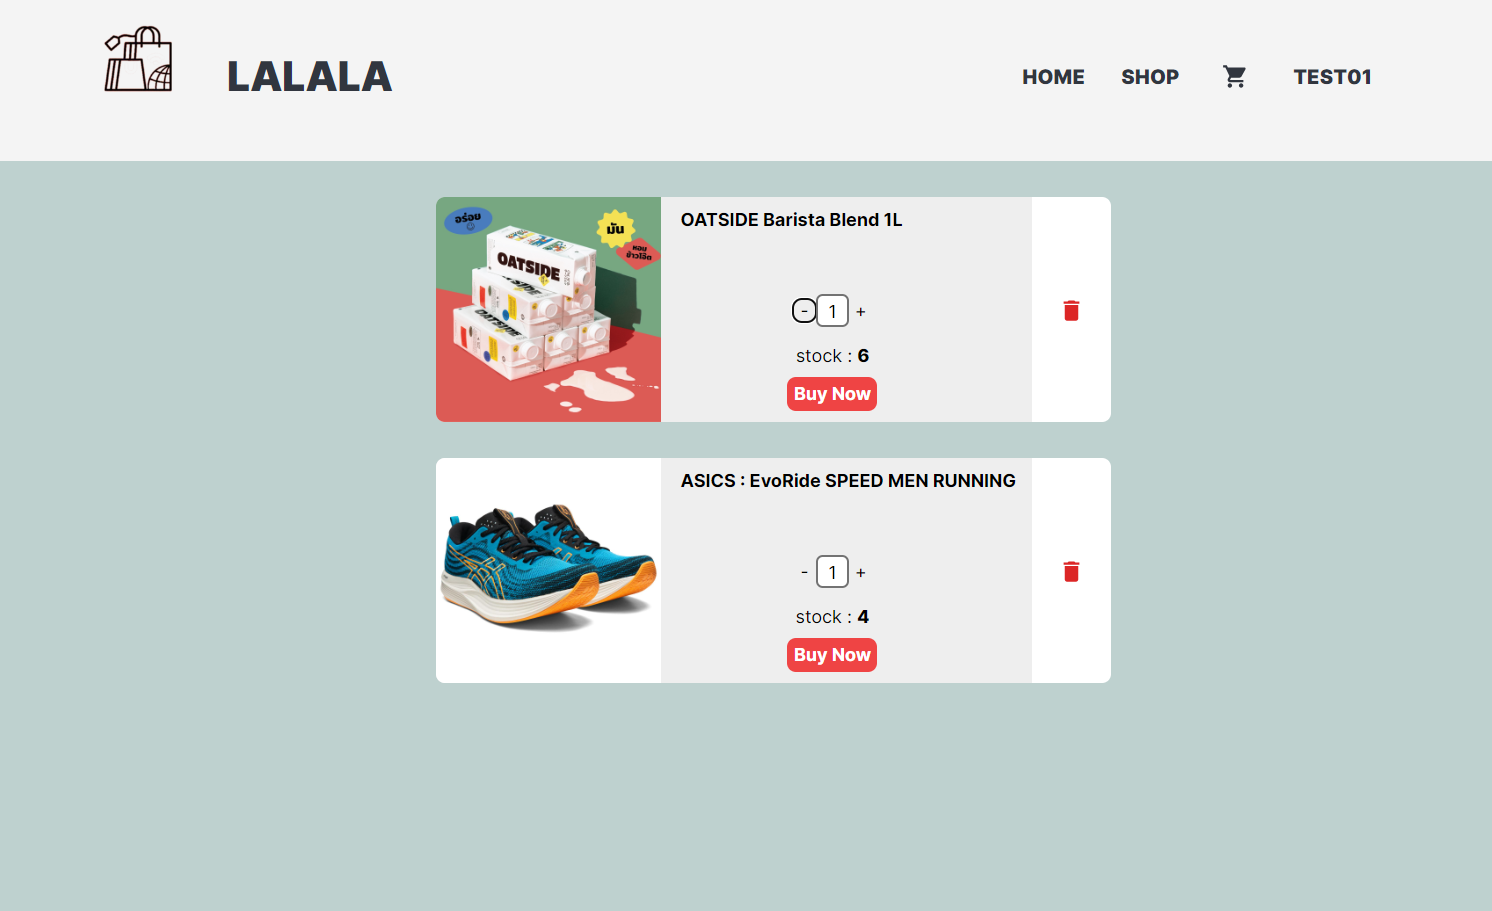 LALALA
HOME SHOP TEST01
อร่อย
มัน
หอม
ข้าวโอ๊ต
OATSIDE
OATSIDE Barista Blend 1L
- 1 +
stock : 6
Buy Now
ASICS : EvoRide SPEED MEN RUNNING
- 1 +
stock : 4
Buy Now